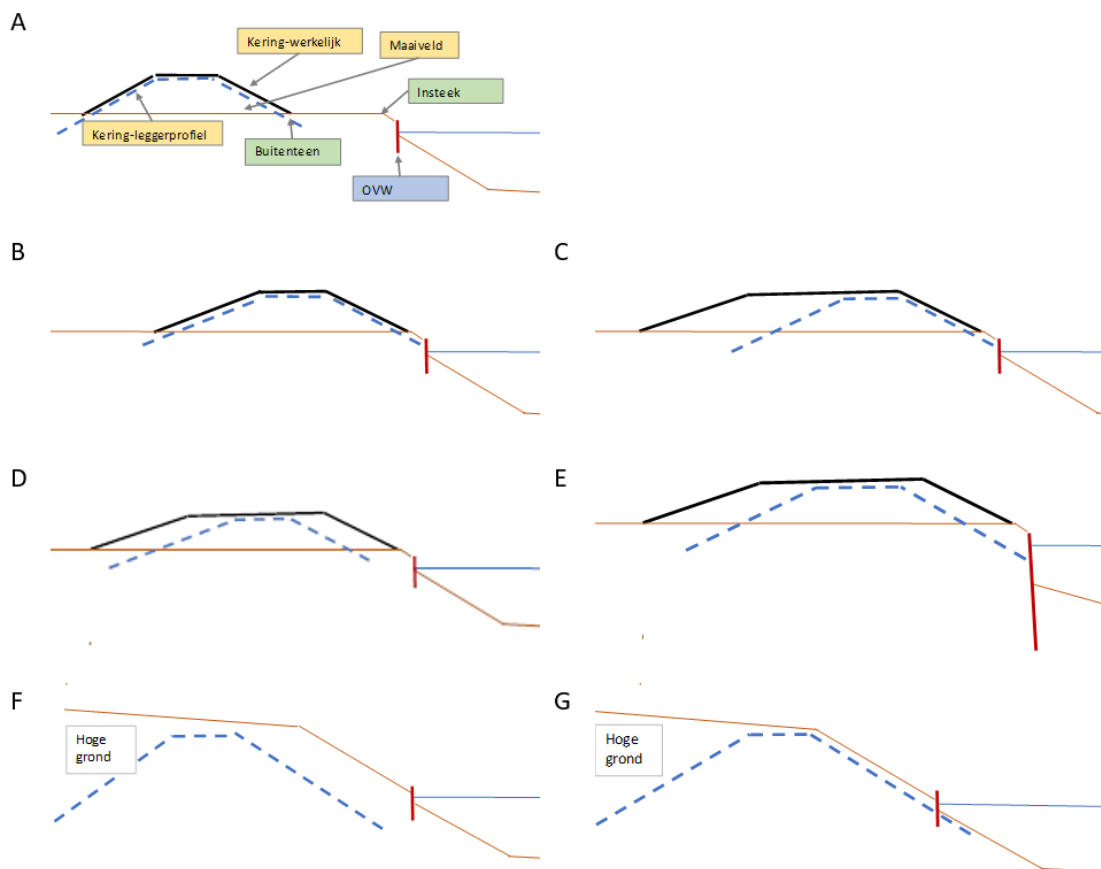 A
Kering-werkelijk
Maaiveld
Insteek
Kering-leggerprofiel
Buitenteen
OVW
B
C
D
E
F
Hoge
grond
G
Hoge
grond